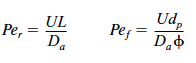 Pe_r = UL / D_a    Pe_f = Ud_p / D_a ϕ